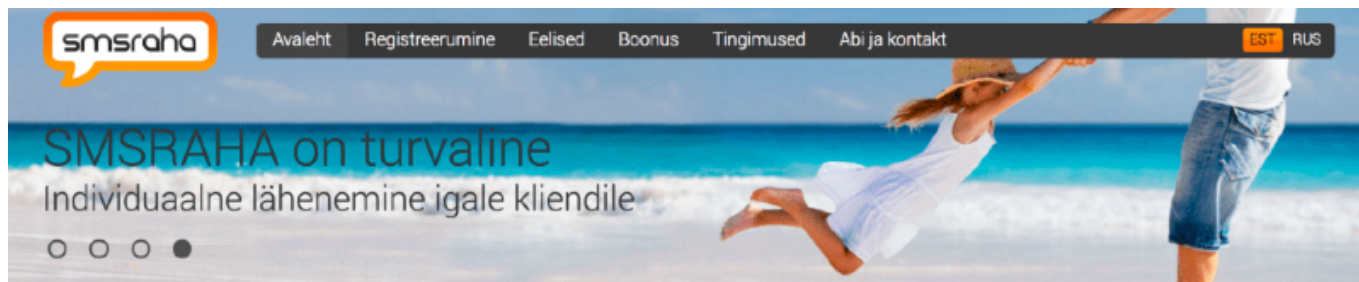 smsraha
Avaleht Registreerumine Eelised Boonus Tingimused Abi ja kontakt EST RUS
SMSRAHA on turvaline
Individuaalne lähenemine igale kliendile